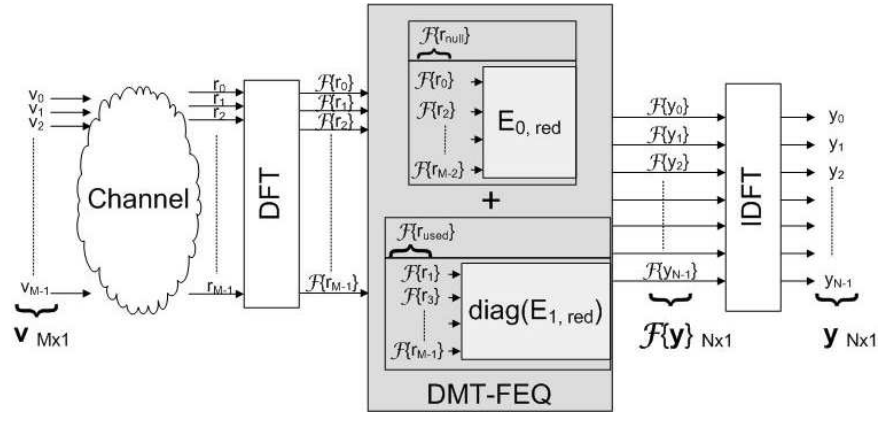 v0
v1
v2
vM-1
v Mx1
Channel
r0
r1
r2
rM-1
DFT
ℱ{r0}
ℱ{r1}
ℱ{r2}
ℱ{rM-1}
ℱ{rnull}
ℱ{r0}
ℱ{r2}
ℱ{rM-2}
E0, red
+
ℱ{rused}
ℱ{r1}
ℱ{r3}
ℱ{rM-1}
diag(E1, red)
DMT-FEQ
ℱ{y0}
ℱ{y1}
ℱ{y2}
ℱ{yN-1}
ℱ{y} Nx1
IDFT
y0
y1
y2
yN-1
y Nx1